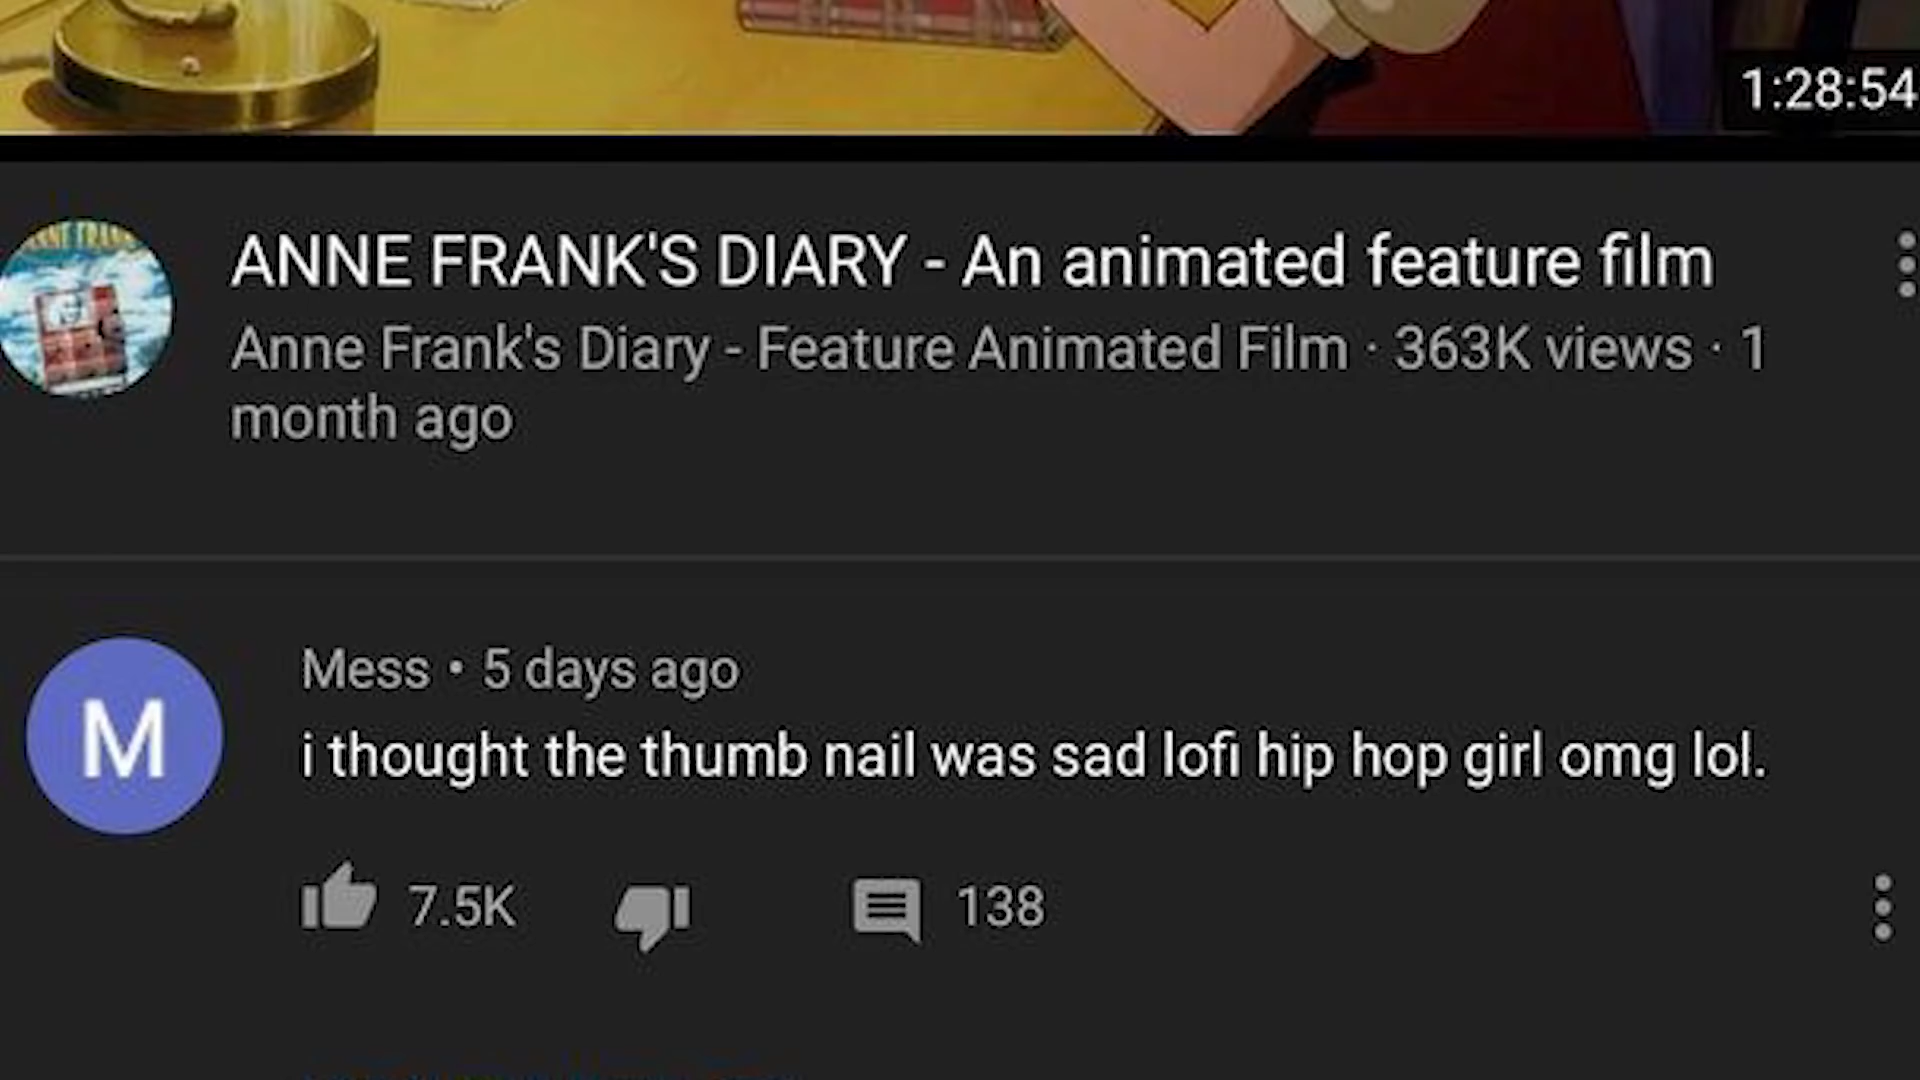 1:28:54
ANNE FRANK'S DIARY - An animated feature film
Anne Frank's Diary - Feature Animated Film · 363K views · 1
month ago
M
Mess • 5 days ago
i thought the thumb nail was sad lofi hip hop girl omg lol.
7.5K 138